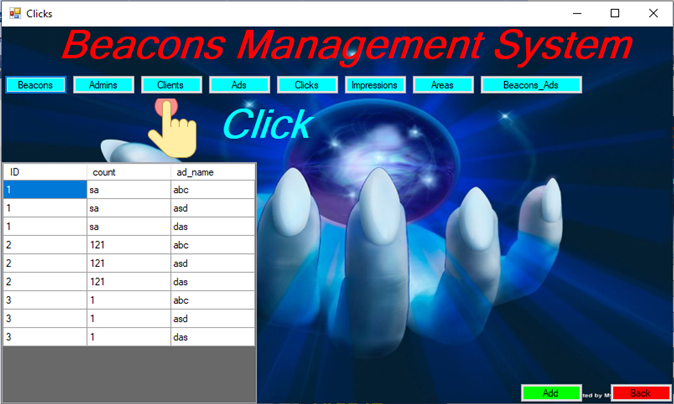 Clicks
Beacons Management System
Beacons Admins Clients Ads Clicks Impressions Areas Beacons_Ads
Click
ID count ad_name
1 sa abc
1 sa asd
1 sa das
2 121 abc
2 121 asd
2 121 das
3 1 abc
3 1 asd
3 1 das
Add ted by M Back